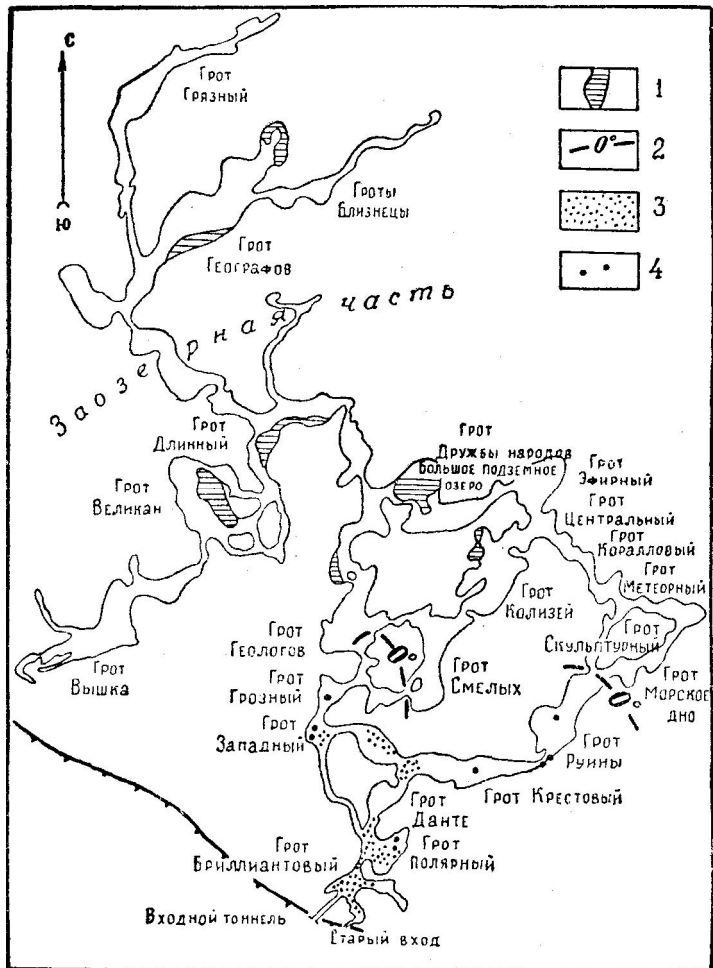 С
Ю
Грот
Грязный
1
2
3
4
0°
Гроты
Близнецы
Грот
Географов
Заозерная часть
Грот
Длинный
Грот
Великан
Грот
Дружбы народов
Большое подземное
озеро
Грот
Эфирный
Грот
Центральный
Грот
Коралловый
Грот
Метеорный
Грот
Колизей
Грот
Скульптурный
Грот
Геологов
Грот
Смелых
0°
Грот
Морское
дно
0°
Грот
Вышка
Грот
Грозный
Грот
Западный
Грот
Руины
Грот Крестовый
Грот
Данте
Грот
Полярный
Грот
Бриллиантовый
Входной тоннель
Старый вход